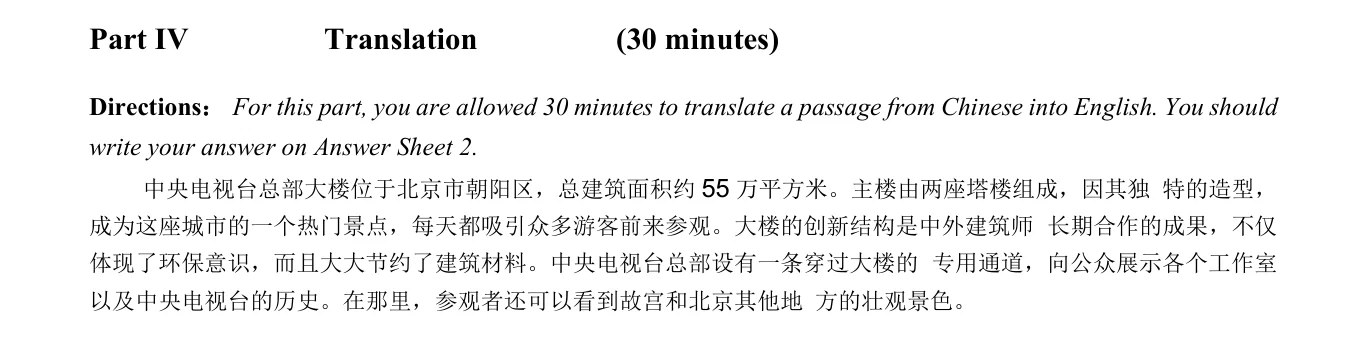 Part IV Translation (30 minutes)
Directions： For this part, you are allowed 30 minutes to translate a passage from Chinese into English. You should
write your answer on Answer Sheet 2.
中央电视台总部大楼位于北京市朝阳区，总建筑面积约 55 万平方米。主楼由两座塔楼组成，因其独 特的造型，
成为这座城市的一个热门景点，每天都吸引众多游客前来参观。大楼的创新结构是中外建筑师 长期合作的成果，不仅
体现了环保意识，而且大大节约了建筑材料。中央电视台总部设有一条穿过大楼的 专用通道，向公众展示各个工作室
以及中央电视台的历史。在那里，参观者还可以看到故宫和北京其他地 方的壮观景色。